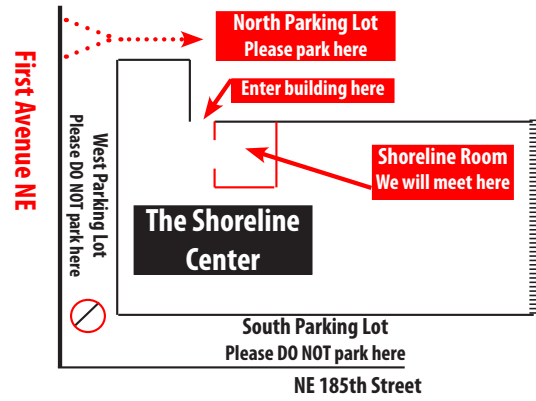 North Parking Lot
Please park here
Enter building here
First Avenue NE
West Parking Lot
Please DO NOT park here
Shoreline Room
We will meet here
The Shoreline
Center
South Parking Lot
Please DO NOT park here
NE 185th Street